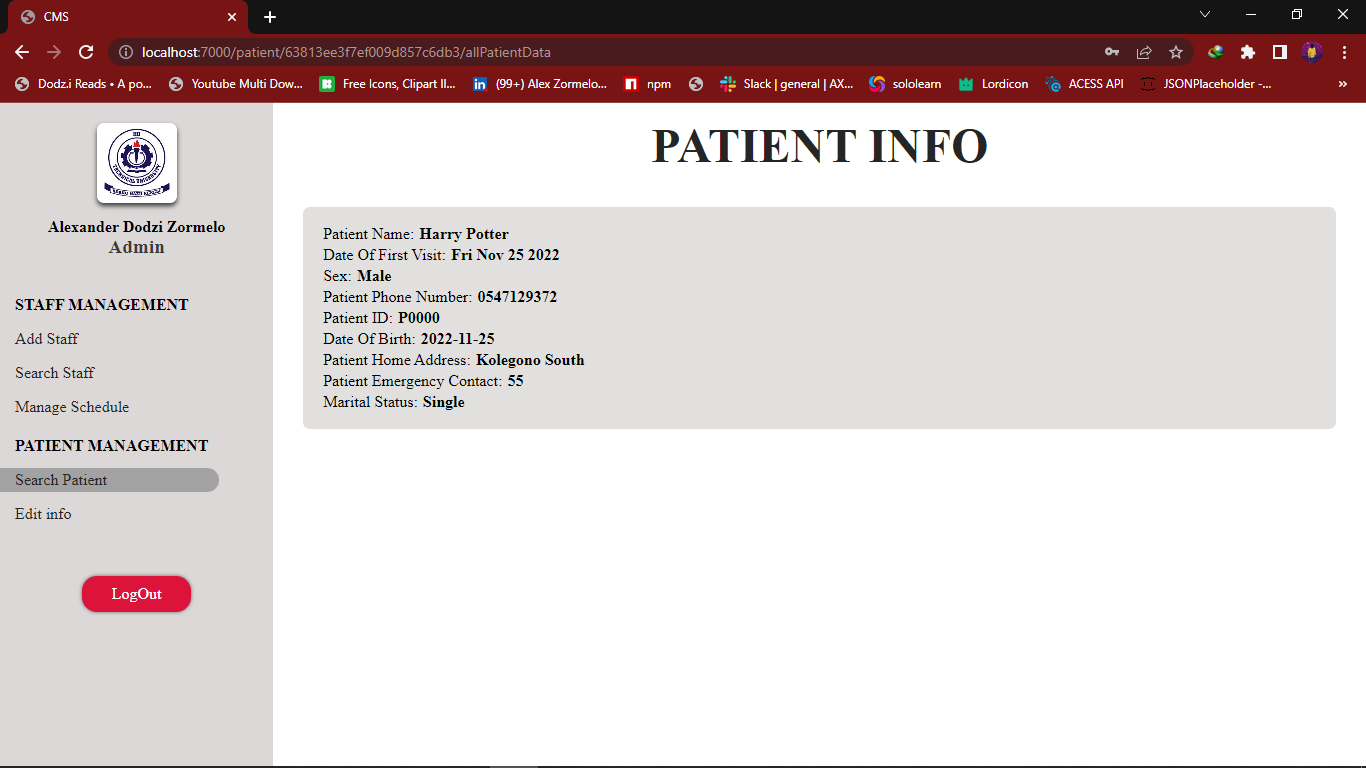 CMS
localhost:7000/patient/63813ee3f7ef009d857c6db3/allPatientData
Dodz.i Reads • A po...
Youtube Multi Dow...
Free Icons, Clipart Il...
in (99+) Alex Zormelo...
npm
Slack | general | AX...
sololearn
Lordicon
ACESS API
JSONPlaceholder -...
»
HO
TECHNICAL UNIVERSITY
Alexander Dodzi Zormelo
Admin
STAFF MANAGEMENT
Add Staff
Search Staff
Manage Schedule
PATIENT MANAGEMENT
Search Patient
Edit info
LogOut
PATIENT INFO
Patient Name: Harry Potter
Date Of First Visit: Fri Nov 25 2022
Sex: Male
Patient Phone Number: 0547129372
Patient ID: P0000
Date Of Birth: 2022-11-25
Patient Home Address: Kolegono South
Patient Emergency Contact: 55
Marital Status: Single